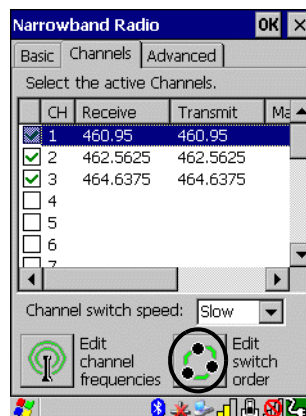 Narrowband Radio OK ×
Basic Channels Advanced
Select the active Channels.
CH Receive Transmit Ma
1 460.95 460.95
2 462.5625 462.5625
3 464.6375 464.6375
4
5
6
7
Channel switch speed: Slow
Edit channel frequencies
Edit switch order